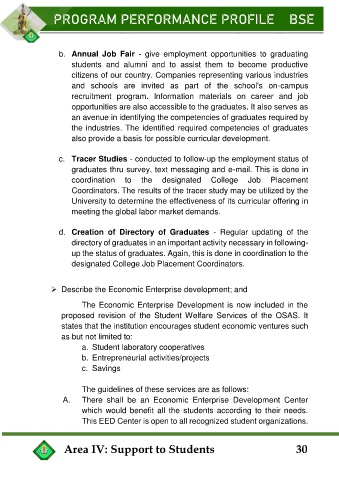 PROGRAM PERFORMANCE PROFILE BSE
b. Annual Job Fair - give employment opportunities to graduating
students and alumni and to assist them to become productive
citizens of our country. Companies representing various industries
and schools are invited as part of the school's on-campus
recruitment program. Information materials on career and job
opportunities are also accessible to the graduates. It also serves as
an avenue in identifying the competencies of graduates required by
the industries. The identified required competencies of graduates
also provide a basis for possible curricular development.
c. Tracer Studies - conducted to follow-up the employment status of
graduates thru survey, text messaging and e-mail. This is done in
coordination to the designated College Job Placement
Coordinators. The results of the tracer study may be utilized by the
University to determine the effectiveness of its curricular offering in
meeting the global labor market demands.
d. Creation of Directory of Graduates - Regular updating of the
directory of graduates in an important activity necessary in following-
up the status of graduates. Again, this is done in coordination to the
designated College Job Placement Coordinators.
➢ Describe the Economic Enterprise development; and
The Economic Enterprise Development is now included in the
proposed revision of the Student Welfare Services of the OSAS. It
states that the institution encourages student economic ventures such
as but not limited to:
a. Student laboratory cooperatives
b. Entrepreneurial activities/projects
c. Savings
The guidelines of these services are as follows:
A. There shall be an Economic Enterprise Development Center
which would benefit all the students according to their needs.
This EED Center is open to all recognized student organizations.
Area IV: Support to Students 30